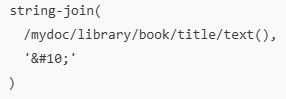 string-join(
  /mydoc/library/book/title/text(),
  '&#10;'
)